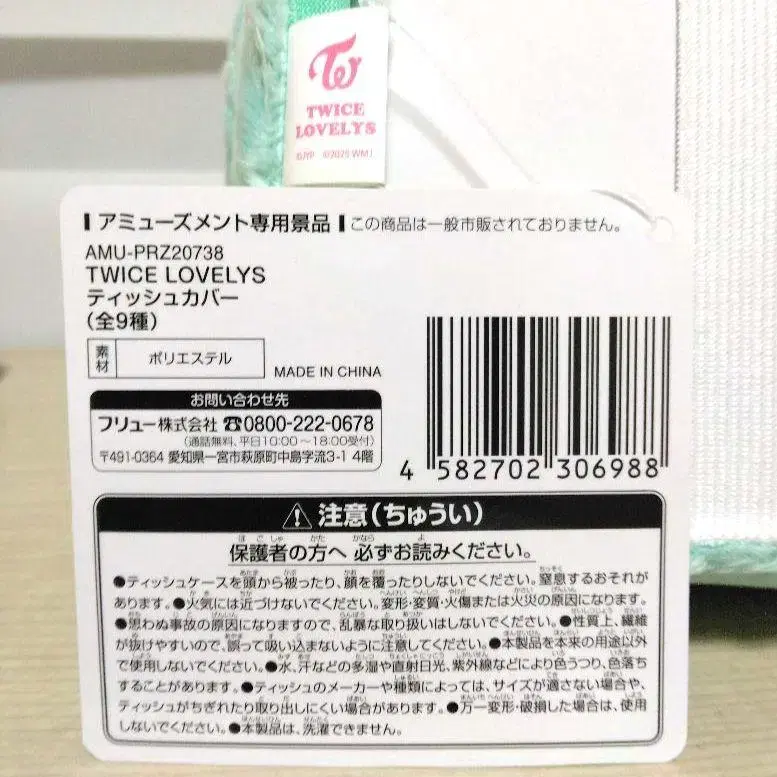 TW
TWICE
LOVELYS
©JYP ©2025 WMJ
アミューズメント専用景品 この商品は一般市販されておりません。
AMU-PRZ20738
TWICE LOVELYS
ティッシュカバー
(全9種)
素材 ポリエステル
MADE IN CHINA
お問い合わせ先
フリュー株式会社 ☎0800-222-0678
(通話無料、平日10:00〜18:00受付)
〒491-0364 愛知県一宮市萩原町中島字流3-1 4階
4 582702 306988
注意(ちゅうい)
保護者の方へ 必ずお読みください。
●ティッシュケースを頭から被ったり、顔を覆ったりしないでください。窒息するおそれが
あります。●火気には近づけないでください。変形・変質・火傷または火災の原因になります。
●思わぬ事故の原因になりますので、乱暴な取り扱いはしないでください。●性質上、繊維
が抜けやすいので、誤って吸い込まないように注意してください。●本製品を本来の用途以外
で使用しないでください。●水、汗などの多湿や直射日光、紫外線などにより色うつり、色落ち
することがあります。●ティッシュのメーカーや種類によっては、サイズが適さない場合や、
ティッシュがちぎれたり取り出しにくい場合があります。●万一変形・破損した場合は、使用
しないでください。●本製品は、洗濯できません。